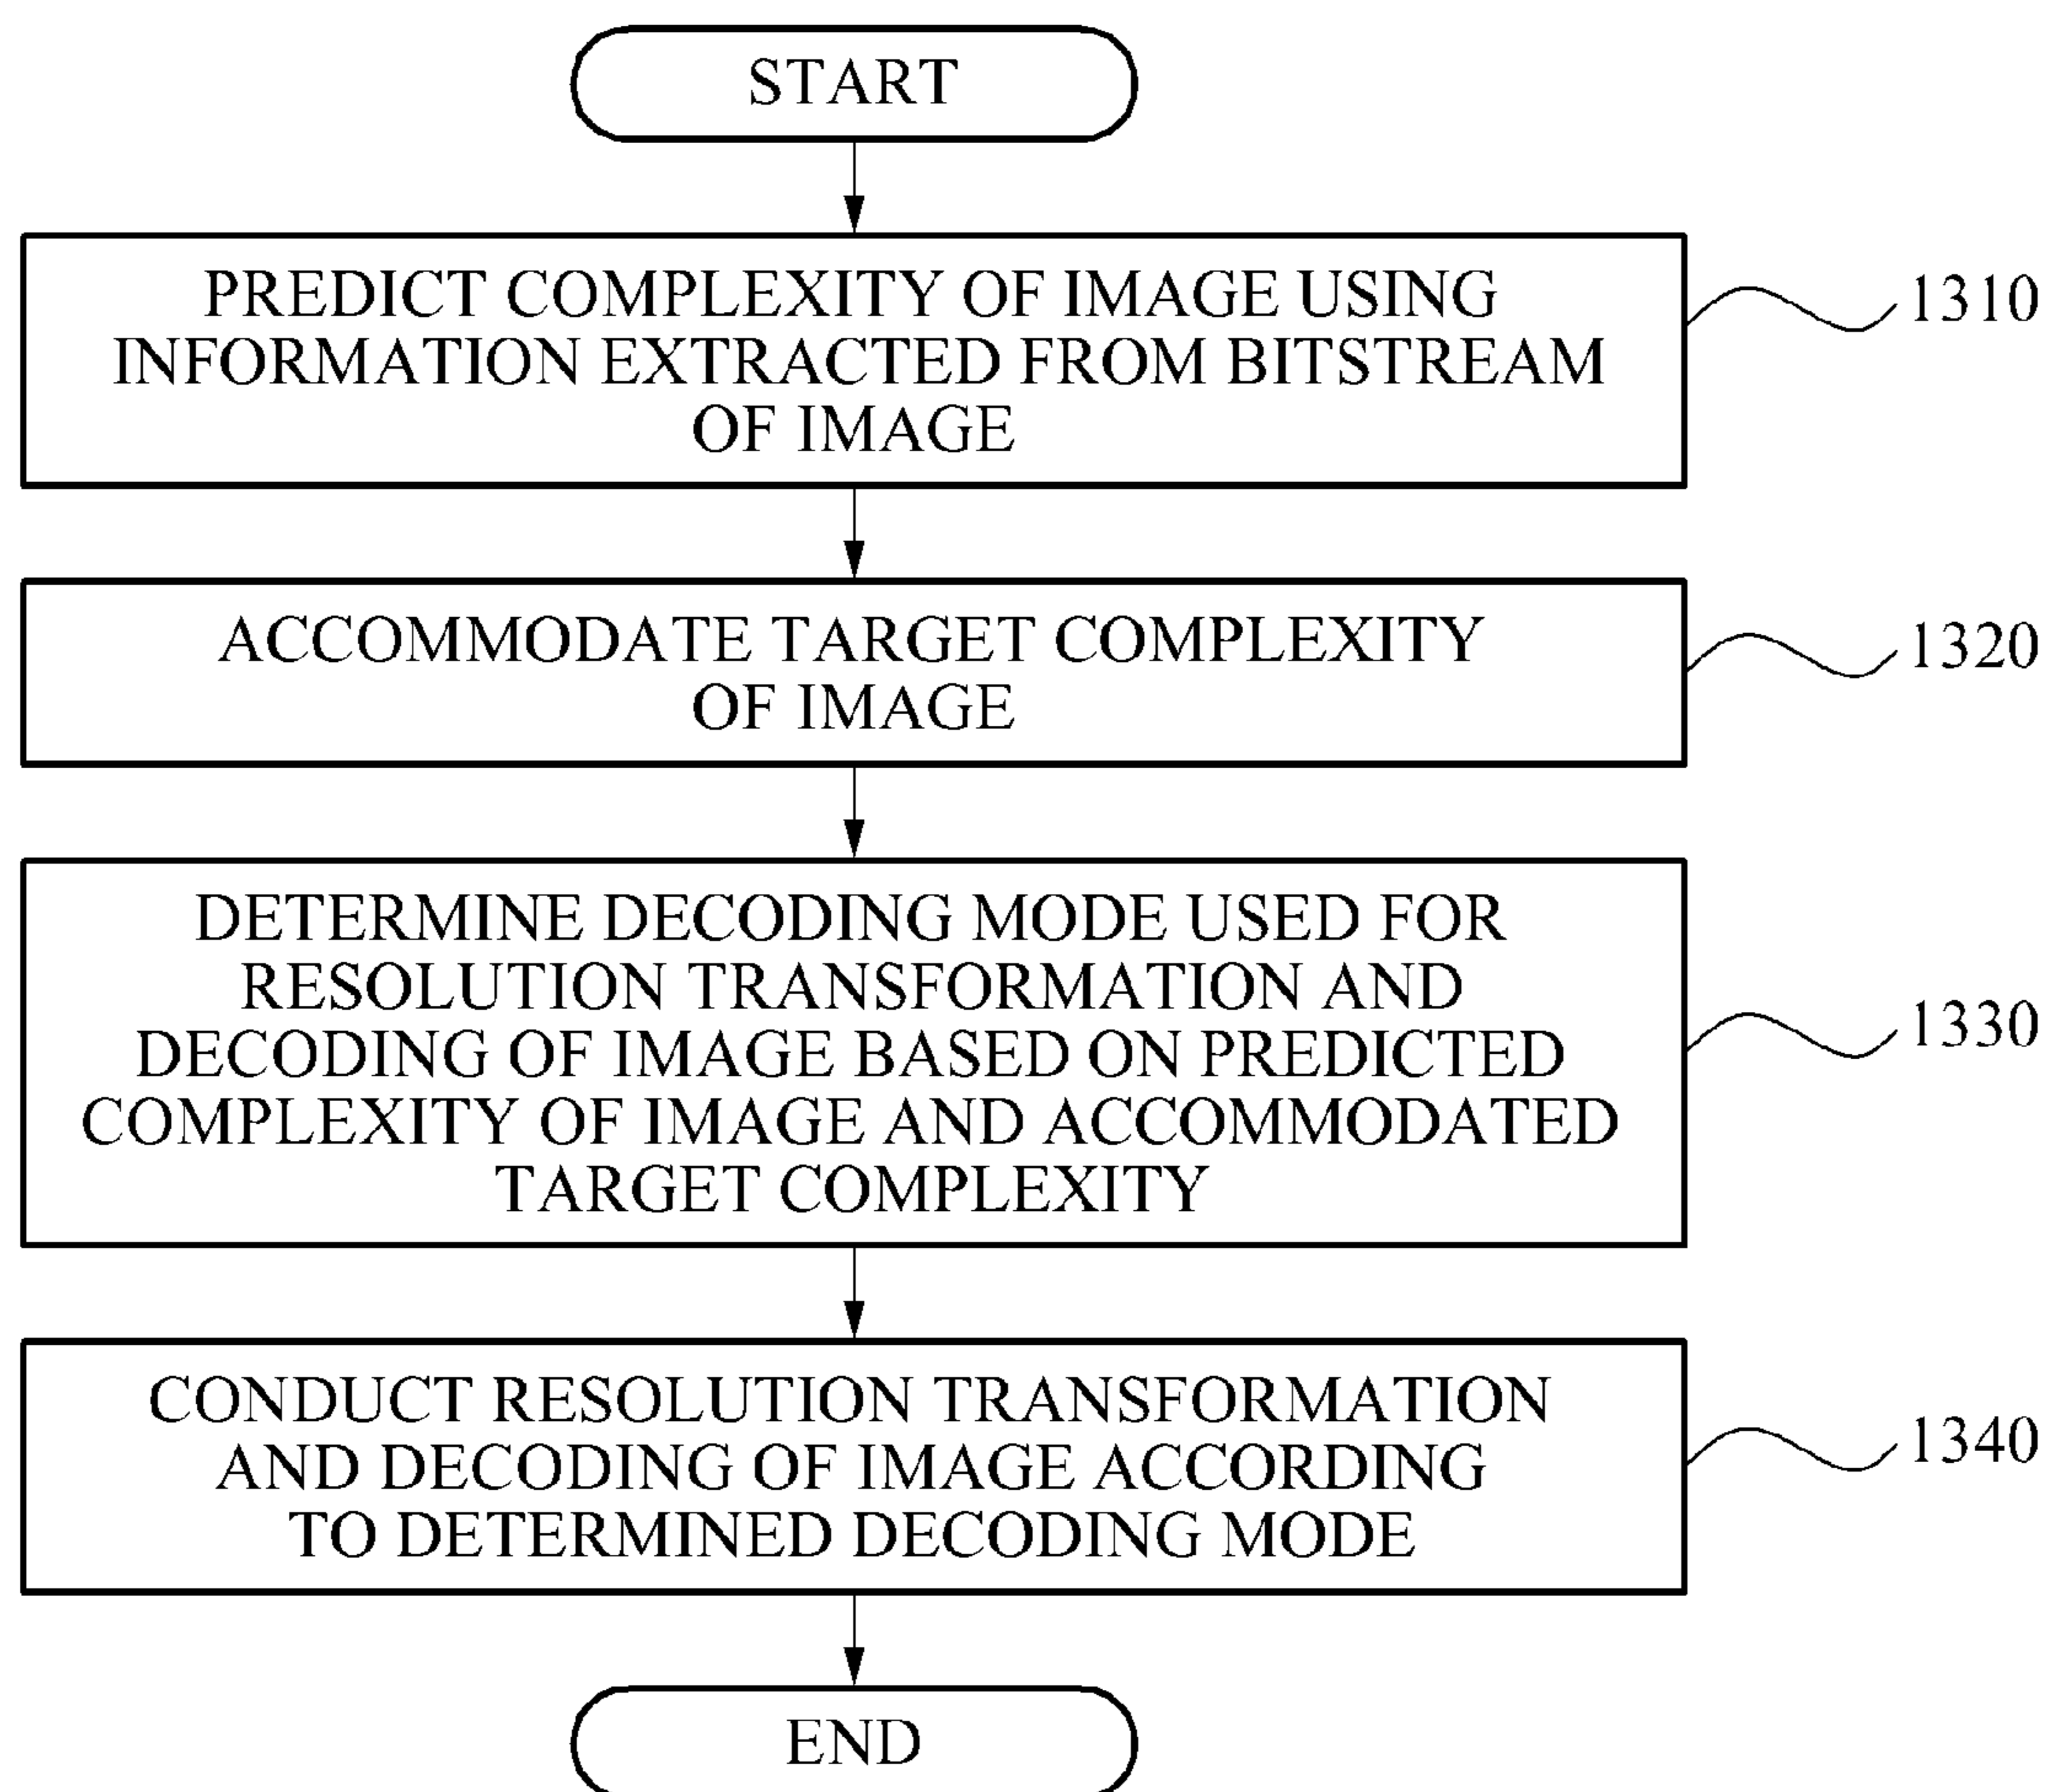 START
PREDICT COMPLEXITY OF IMAGE USING
INFORMATION EXTRACTED FROM BITSTREAM
OF IMAGE
1310
ACCOMMODATE TARGET COMPLEXITY
OF IMAGE
1320
DETERMINE DECODING MODE USED FOR
RESOLUTION TRANSFORMATION AND
DECODING OF IMAGE BASED ON PREDICTED
COMPLEXITY OF IMAGE AND ACCOMMODATED
TARGET COMPLEXITY
1330
CONDUCT RESOLUTION TRANSFORMATION
AND DECODING OF IMAGE ACCORDING
TO DETERMINED DECODING MODE
1340
END